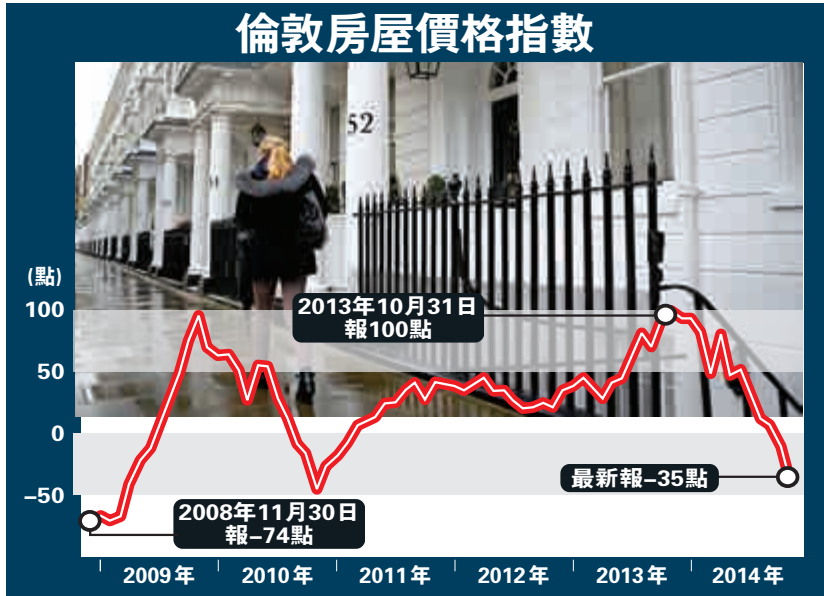 倫敦房屋價格指數
52
(點)
100
50
0
–50
2013年10月31日
報100點
最新報–35點
2008年11月30日
報–74點
2009年
2010年
2011年
2012年
2013年
2014年